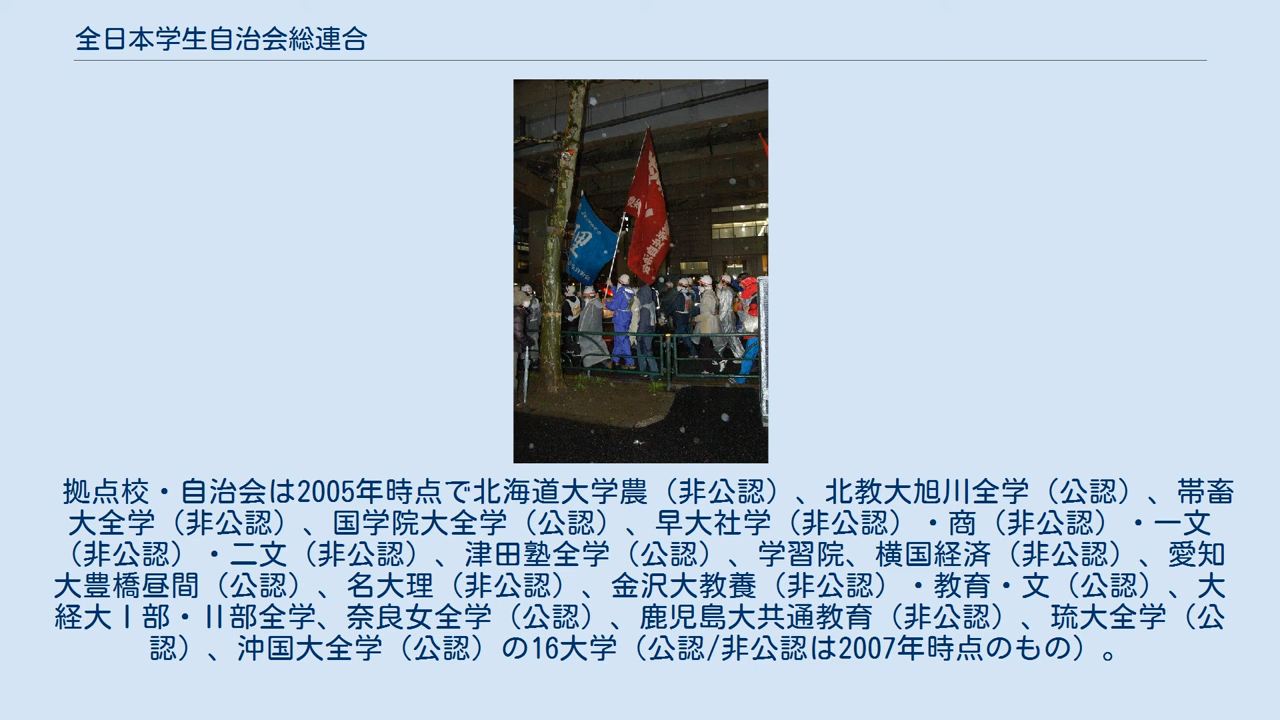 全日本学生自治会総連合
理
拠点校・自治会は2005年時点で北海道大学農（非公認）、北教大旭川全学（公認）、帯畜
大全学（非公認）、国学院大全学（公認）、早大社学（非公認）・商（非公認）・一文
（非公認）・二文（非公認）、津田塾全学（公認）、学習院、横国経済（非公認）、愛知
大豊橋昼間（公認）、名大理（非公認）、金沢大教養（非公認）・教育・文（公認）、大
経大Ⅰ部・Ⅱ部全学、奈良女全学（公認）、鹿児島大共通教育（非公認）、琉大全学（公
認）、沖国大全学（公認）の16大学（公認/非公認は2007年時点のもの）。